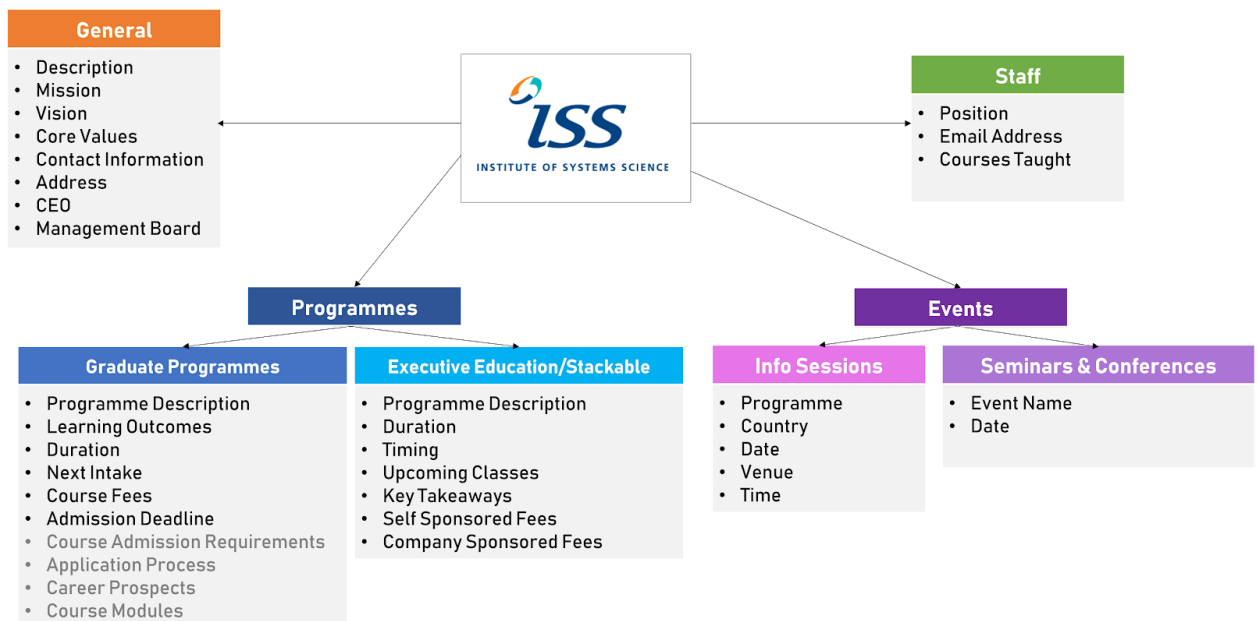 General
• Description
• Mission
• Vision
• Core Values
• Contact Information
• Address
• CEO
• Management Board
ISS
INSTITUTE OF SYSTEMS SCIENCE
Staff
• Position
• Email Address
• Courses Taught
Programmes
Graduate Programmes
• Programme Description
• Learning Outcomes
• Duration
• Next Intake
• Course Fees
• Admission Deadline
• Course Admission Requirements
• Application Process
• Career Prospects
• Course Modules
Executive Education/Stackable
• Programme Description
• Duration
• Timing
• Upcoming Classes
• Key Takeaways
• Self Sponsored Fees
• Company Sponsored Fees
Events
Info Sessions
• Programme
• Country
• Date
• Venue
• Time
Seminars & Conferences
• Event Name
• Date